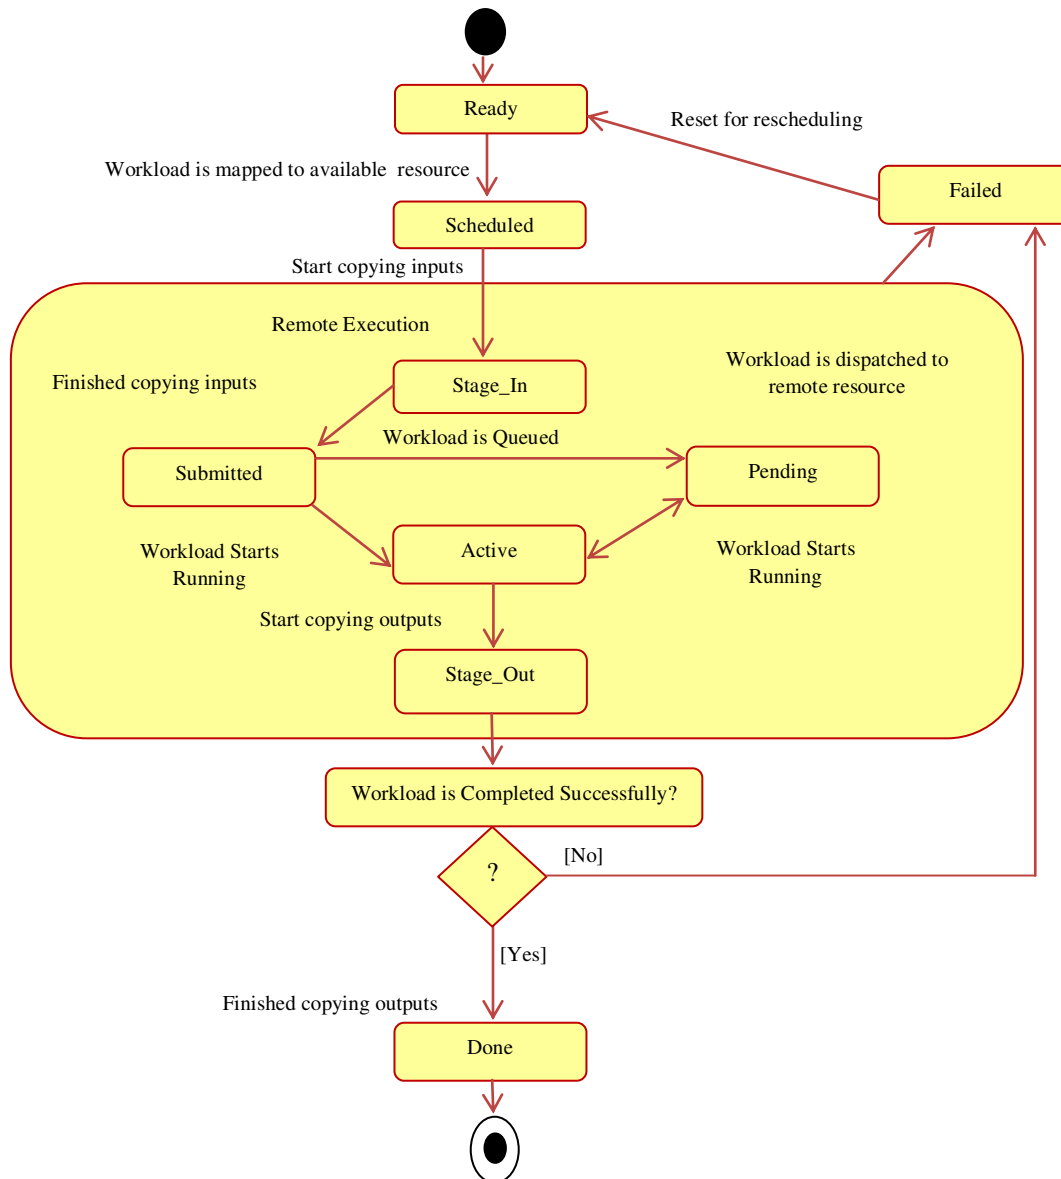 Ready
Reset for rescheduling
Workload is mapped to available  resource
Failed
Scheduled
Start copying inputs
Remote Execution
Workload is dispatched to
remote resource
Finished copying inputs
Stage_In
Workload is Queued
Submitted
Pending
Active
Workload Starts
Running
Workload Starts
Running
Start copying outputs
Stage_Out
Workload is Completed Successfully?
?
[No]
[Yes]
Finished copying outputs
Done